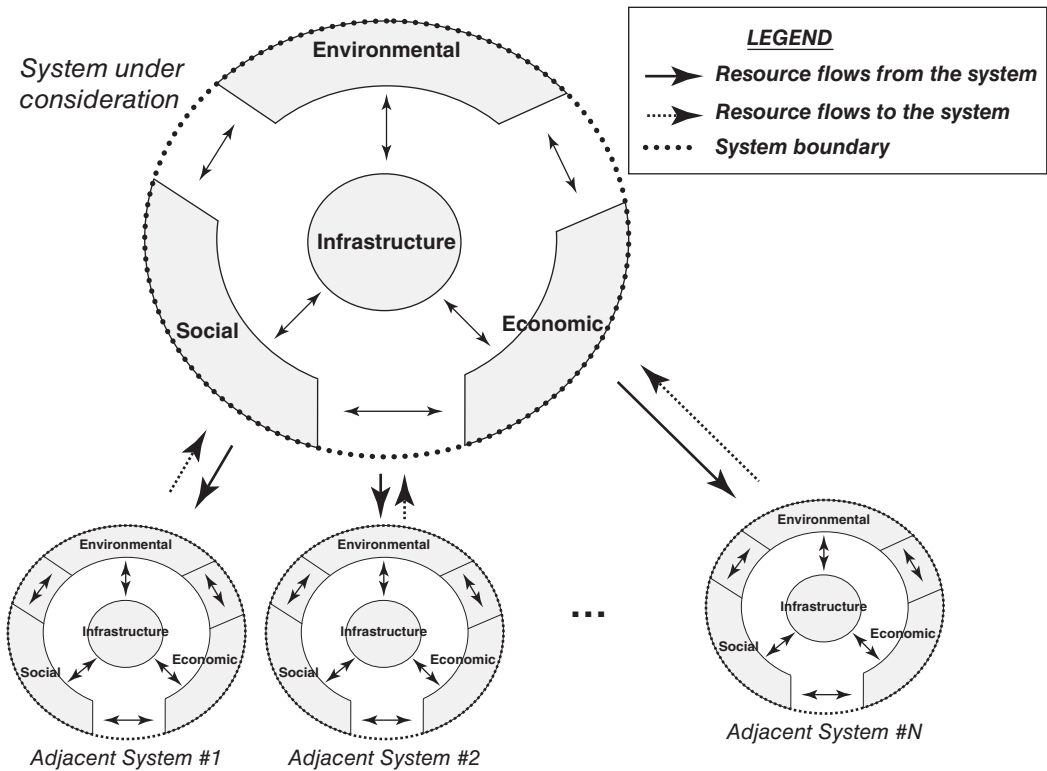 System under
consideration
Environmental
Infrastructure
Social
Economic
LEGEND
Resource flows from the system
Resource flows to the system
System boundary
Environmental
Infrastructure
Social
Economic
Adjacent System #1
Environmental
Infrastructure
Social
Economic
Adjacent System #2
...
Environmental
Infrastructure
Social
Economic
Adjacent System #N